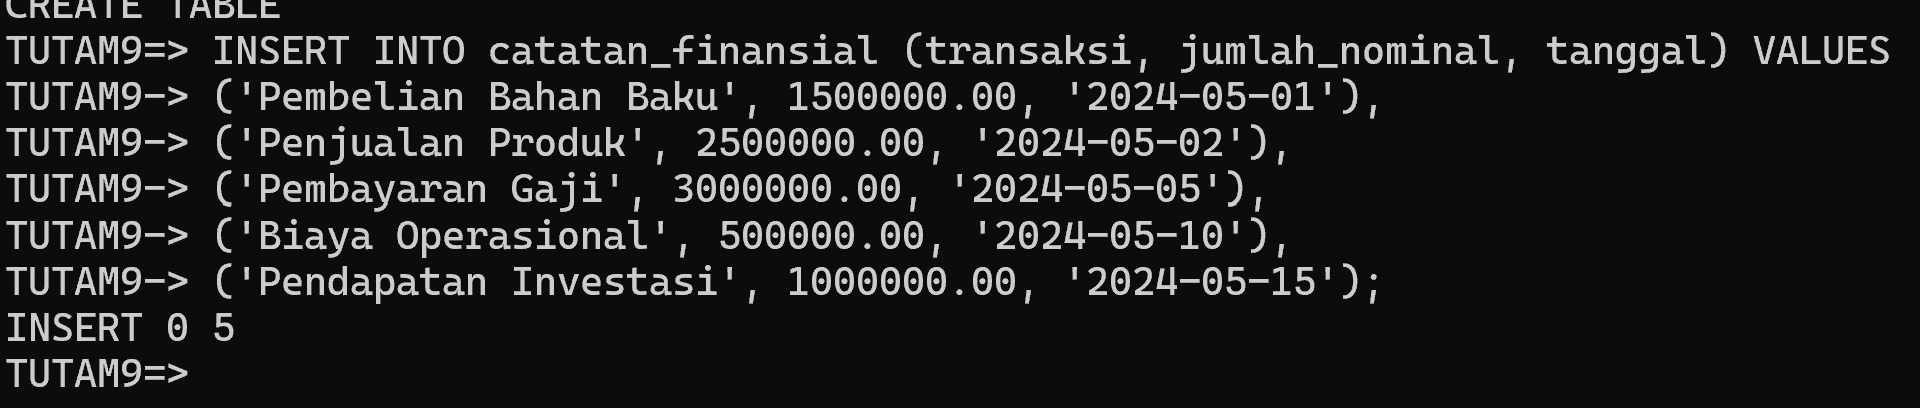 CREATE TABLE
TUTAM9=> INSERT INTO catatan_finansial (transaksi, jumlah_nominal, tanggal) VALUES
TUTAM9-> ('Pembelian Bahan Baku', 1500000.00, '2024-05-01'),
TUTAM9-> ('Penjualan Produk', 2500000.00, '2024-05-02'),
TUTAM9-> ('Pembayaran Gaji', 3000000.00, '2024-05-05'),
TUTAM9-> ('Biaya Operasional', 500000.00, '2024-05-10'),
TUTAM9-> ('Pendapatan Investasi', 1000000.00, '2024-05-15');
INSERT 0 5
TUTAM9=>